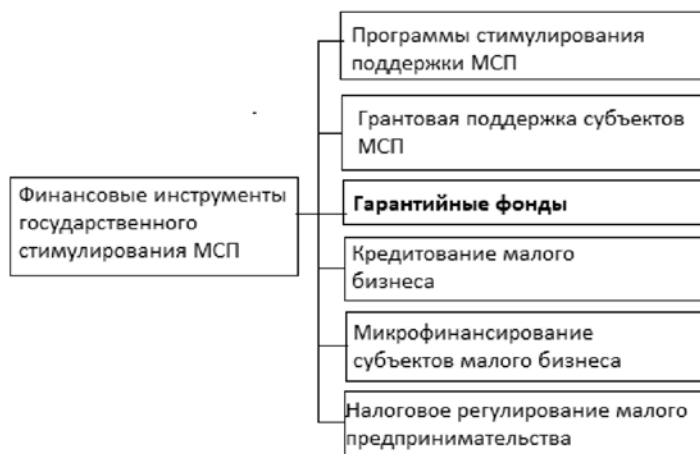 Программы стимулирования
поддержки МСП
Грантовая поддержка субъектов
МСП
Финансовые инструменты
государственного
стимулирования МСП
Гарантийные фонды
Кредитование малого
бизнеса
Микрофинансирование
субъектов малого бизнеса
Налоговое регулирование малого
предпринимательства